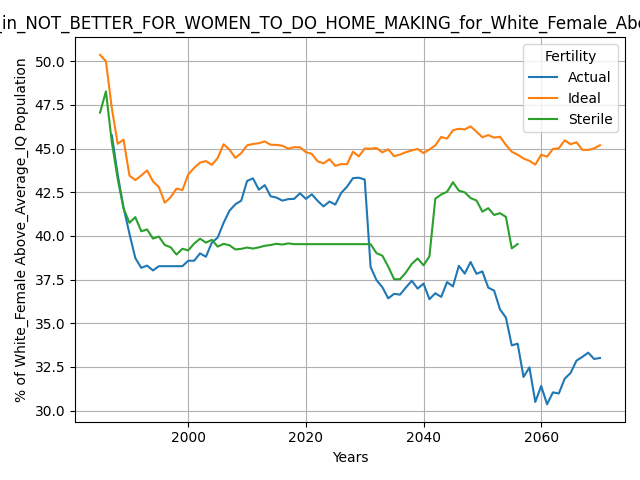 _in_NOT_BETTER_FOR_WOMEN_TO_DO_HOME_MAKING_for_White_Female_Abo
% of White_Female Above_Average_IQ Population
50.0
47.5
45.0
42.5
40.0
37.5
35.0
32.5
30.0
Fertility
Actual
Ideal
Sterile
2000
2020
2040
2060
Years